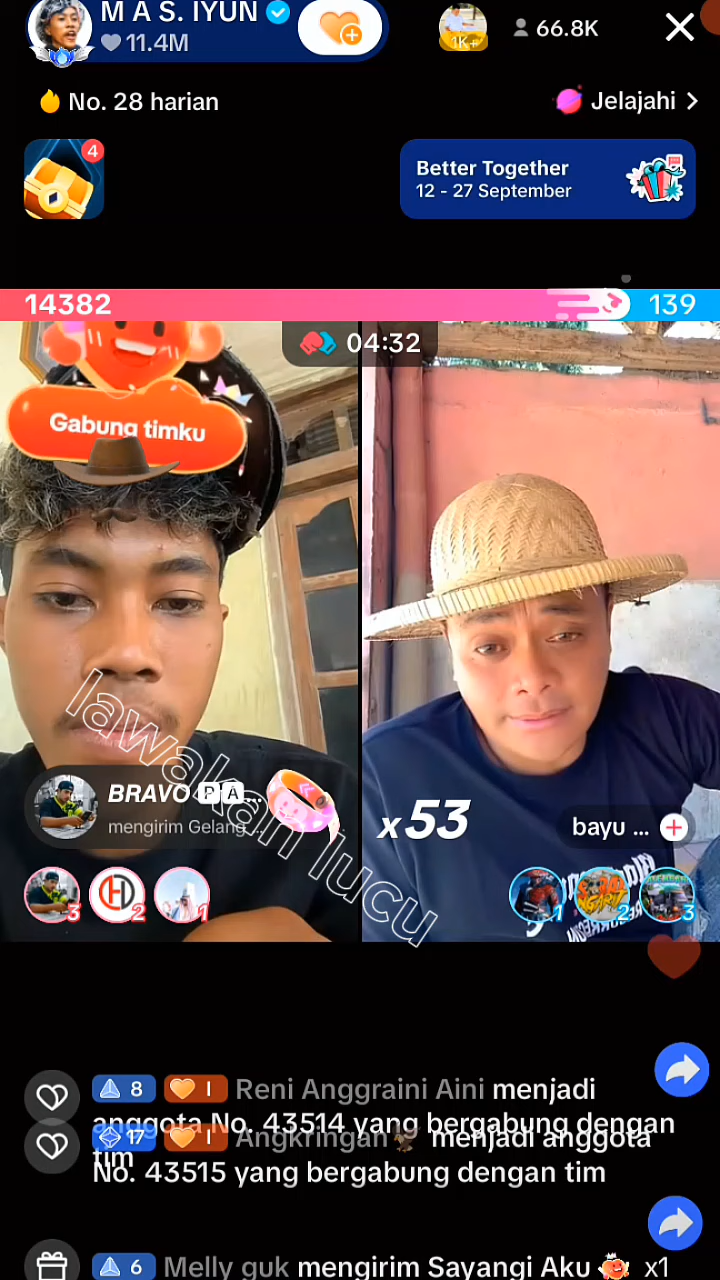 M A S. IYUN
11.4M
1K+
66.8K
No. 28 harian
Jelajahi
4
Better Together
12 - 27 September
14382
139
04:32
Gabung timku
BRAVO 🅿🅰...
mengirim Gelang ...
x53
bayu ...
lawakan lucu
3
2
1
1
2
3
8 1 Reni Anggraini Aini menjadi
anggota No. 43514 yang bergabung dengan
tim
17 1 Angkringan menjadi anggota
No. 43515 yang bergabung dengan tim
6 Melly guk mengirim Sayangi Aku x1